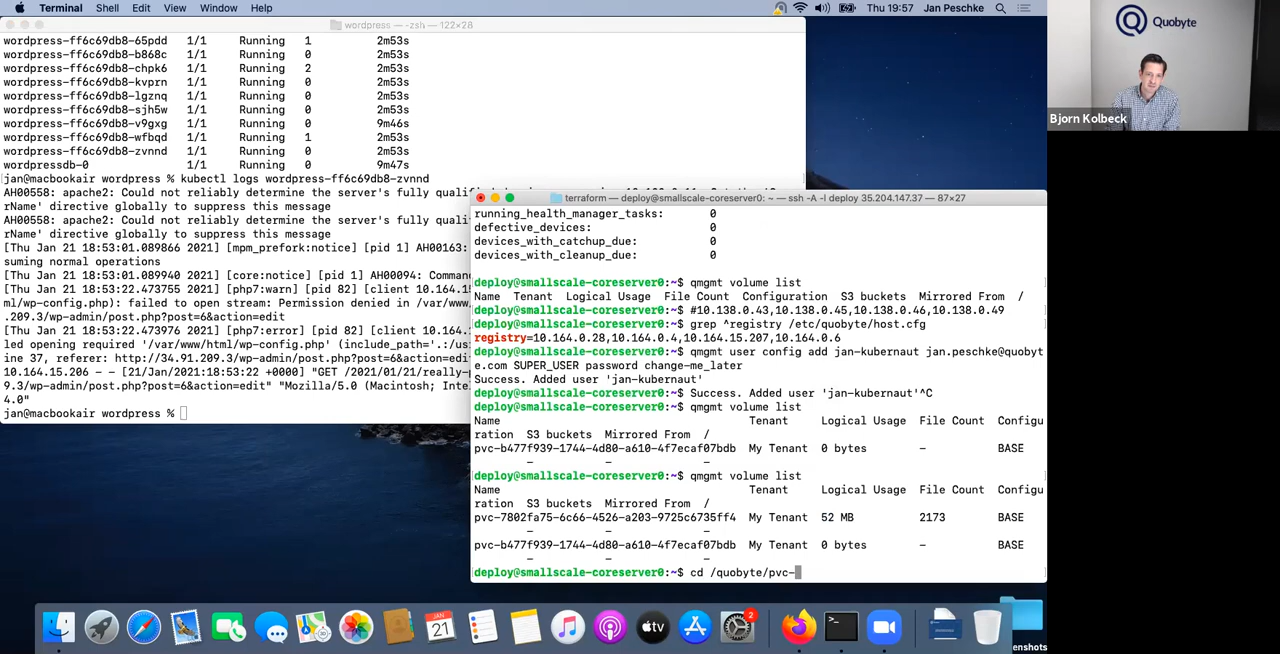 Terminal Shell Edit View Window Help
Thu 19:57 Jan Peschke
wordpress — -zsh — 122×28
wordpress-ff6c69db8-65pdd 1/1 Running 1 2m53s
wordpress-ff6c69db8-b868c 1/1 Running 0 2m53s
wordpress-ff6c69db8-chpk6 1/1 Running 2 2m53s
wordpress-ff6c69db8-kvprn 1/1 Running 0 2m53s
wordpress-ff6c69db8-lgznq 1/1 Running 0 2m53s
wordpress-ff6c69db8-sjh5w 1/1 Running 0 2m53s
wordpress-ff6c69db8-v9gxg 1/1 Running 0 9m46s
wordpress-ff6c69db8-wfbqd 1/1 Running 1 2m53s
wordpress-ff6c69db8-zvnnd 1/1 Running 0 2m53s
wordpressdb-0 1/1 Running 0 9m47s
jan@macbookair wordpress % kubectl logs wordpress-ff6c69db8-zvnnd
AH00558: apache2: Could not reliably determine the server's fully qualif
rName' directive globally to suppress this message
AH00558: apache2: Could not reliably determine the server's fully qualif
rName' directive globally to suppress this message
[Thu Jan 21 18:53:01.089866 2021] [mpm_prefork:notice] [pid 1] AH00163:
suming normal operations
[Thu Jan 21 18:53:01.089940 2021] [core:notice] [pid 1] AH00094: Comman
[Thu Jan 21 18:53:22.473755 2021] [php7:warn] [pid 82] [client 10.164.1
ml/wp-config.php): failed to open stream: Permission denied in /var/www
.209.3/wp-admin/post.php?post=6&action=edit
[Thu Jan 21 18:53:22.473976 2021] [php7:error] [pid 82] [client 10.164.
led opening required '/var/www/html/wp-config.php' (include_path='.:/us
ine 37, referer: http://34.91.209.3/wp-admin/post.php?post=6&action=edi
10.164.15.206 - - [21/Jan/2021:18:53:22 +0000] "GET /2021/01/21/really-
9.3/wp-admin/post.php?post=6&action=edit" "Mozilla/5.0 (Macintosh; Inte
4.0"
jan@macbookair wordpress %
terraform — deploy@smallscale-coreserver0: ~ — ssh -A -l deploy 35.204.147.37 — 87×27
running_health_manager_tasks: 0
defective_devices: 0
devices_with_catchup_due: 0
devices_with_cleanup_due: 0
deploy@smallscale-coreserver0:~$ qmgmt volume list
Name Tenant Logical Usage File Count Configuration S3 buckets Mirrored From /
deploy@smallscale-coreserver0:~$ #10.138.0.43,10.138.0.45,10.138.0.46,10.138.0.49
deploy@smallscale-coreserver0:~$ grep ^registry /etc/quobyte/host.cfg
registry=10.164.0.28,10.164.0.4,10.164.15.207,10.164.0.6
deploy@smallscale-coreserver0:~$ qmgmt user config add jan-kubernaut jan.peschke@quobyt
e.com SUPER_USER password change-me_later
Success. Added user 'jan-kubernaut'
deploy@smallscale-coreserver0:~$ Success. Added user 'jan-kubernaut'^C
deploy@smallscale-coreserver0:~$ qmgmt volume list
Name Tenant Logical Usage File Count Configu
ration S3 buckets Mirrored From /
pvc-b477f939-1744-4d80-a610-4f7ecaf07bdb My Tenant 0 bytes – BASE
– – –
deploy@smallscale-coreserver0:~$ qmgmt volume list
Name Tenant Logical Usage File Count Configu
ration S3 buckets Mirrored From /
pvc-7802fa75-6c66-4526-a203-9725c6735ff4 My Tenant 52 MB 2173 BASE
– – –
pvc-b477f939-1744-4d80-a610-4f7ecaf07bdb My Tenant 0 bytes – BASE
– – –
deploy@smallscale-coreserver0:~$ cd /quobyte/pvc-
Quobyte
Bjorn Kolbeck
JAN
21
tv
2
enshots